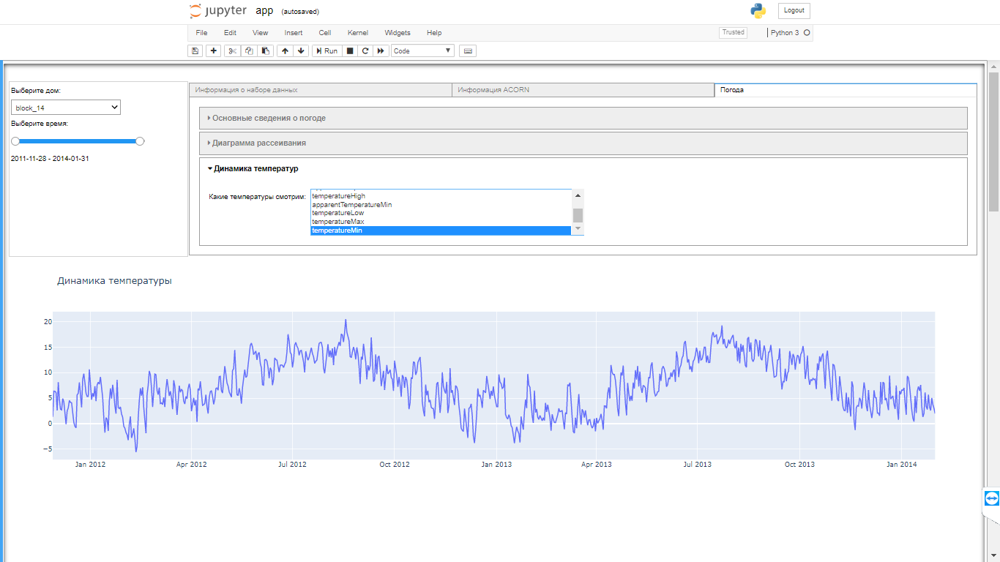 jupyter app (autosaved)
Logout
File Edit View Insert Cell Kernel Widgets Help
Trusted
Python 3
Run
Code
Выберите дом:
block_14
Выберите время:
2011-11-28 - 2014-01-31
Информация о наборе данных
Информация ACORN
Погода
Основные сведения о погоде
Диаграмма рассеивания
Динамика температур
Какие температуры смотрим:
temperatureHigh
apparentTemperatureMin
temperatureLow
temperatureMax
temperatureMin
Динамика температуры
20
15
10
5
0
−5
Jan 2012 Apr 2012 Jul 2012 Oct 2012 Jan 2013 Apr 2013 Jul 2013 Oct 2013 Jan 2014